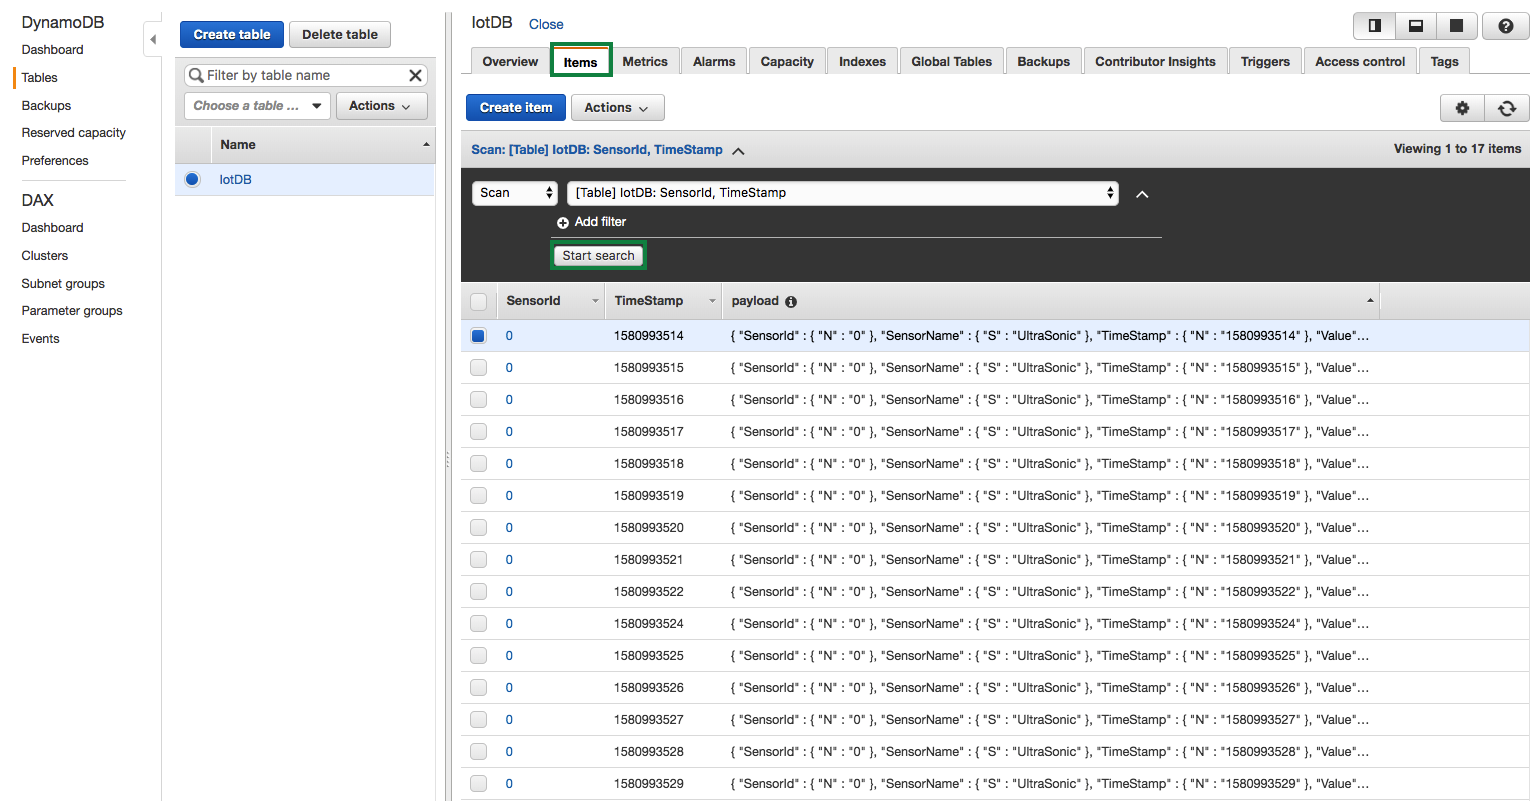 DynamoDB
Dashboard
Tables
Backups
Reserved capacity
Preferences
DAX
Dashboard
Clusters
Subnet groups
Parameter groups
Events
Create table Delete table
Filter by table name
Choose a table ... Actions
Name
IotDB
IotDB Close
Overview Items Metrics Alarms Capacity Indexes Global Tables Backups Contributor Insights Triggers Access control Tags
Create item Actions
Scan: [Table] IotDB: SensorId, TimeStamp Viewing 1 to 17 items
Scan [Table] IotDB: SensorId, TimeStamp
Add filter
Start search
SensorId TimeStamp payload
0 1580993514 { "SensorId" : { "N" : "0" }, "SensorName" : { "S" : "UltraSonic" }, "TimeStamp" : { "N" : "1580993514" }, "Value"...
0 1580993515 { "SensorId" : { "N" : "0" }, "SensorName" : { "S" : "UltraSonic" }, "TimeStamp" : { "N" : "1580993515" }, "Value"...
0 1580993516 { "SensorId" : { "N" : "0" }, "SensorName" : { "S" : "UltraSonic" }, "TimeStamp" : { "N" : "1580993516" }, "Value"...
0 1580993517 { "SensorId" : { "N" : "0" }, "SensorName" : { "S" : "UltraSonic" }, "TimeStamp" : { "N" : "1580993517" }, "Value"...
0 1580993518 { "SensorId" : { "N" : "0" }, "SensorName" : { "S" : "UltraSonic" }, "TimeStamp" : { "N" : "1580993518" }, "Value"...
0 1580993519 { "SensorId" : { "N" : "0" }, "SensorName" : { "S" : "UltraSonic" }, "TimeStamp" : { "N" : "1580993519" }, "Value"...
0 1580993520 { "SensorId" : { "N" : "0" }, "SensorName" : { "S" : "UltraSonic" }, "TimeStamp" : { "N" : "1580993520" }, "Value"...
0 1580993521 { "SensorId" : { "N" : "0" }, "SensorName" : { "S" : "UltraSonic" }, "TimeStamp" : { "N" : "1580993521" }, "Value"...
0 1580993522 { "SensorId" : { "N" : "0" }, "SensorName" : { "S" : "UltraSonic" }, "TimeStamp" : { "N" : "1580993522" }, "Value"...
0 1580993524 { "SensorId" : { "N" : "0" }, "SensorName" : { "S" : "UltraSonic" }, "TimeStamp" : { "N" : "1580993524" }, "Value"...
0 1580993525 { "SensorId" : { "N" : "0" }, "SensorName" : { "S" : "UltraSonic" }, "TimeStamp" : { "N" : "1580993525" }, "Value"...
0 1580993526 { "SensorId" : { "N" : "0" }, "SensorName" : { "S" : "UltraSonic" }, "TimeStamp" : { "N" : "1580993526" }, "Value"...
0 1580993527 { "SensorId" : { "N" : "0" }, "SensorName" : { "S" : "UltraSonic" }, "TimeStamp" : { "N" : "1580993527" }, "Value"...
0 1580993528 { "SensorId" : { "N" : "0" }, "SensorName" : { "S" : "UltraSonic" }, "TimeStamp" : { "N" : "1580993528" }, "Value"...
0 1580993529 { "SensorId" : { "N" : "0" }, "SensorName" : { "S" : "UltraSonic" }, "TimeStamp" : { "N" : "1580993529" }, "Value"...